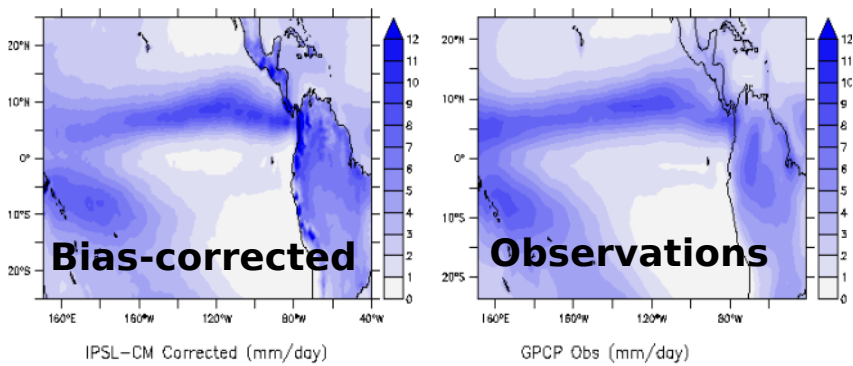 20°N
10°N
0°
10°S
20°S
160°E
160°W
120°W
80°W
40°W
12
11
10
9
8
7
6
5
4
3
2
1
0
Bias-corrected
IPSL-CM Corrected (mm/day)
20°N
10°N
0°
10°S
20°S
160°E
160°W
120°W
80°W
12
11
10
9
8
7
6
5
4
3
2
1
0
Observations
GPCP Obs (mm/day)